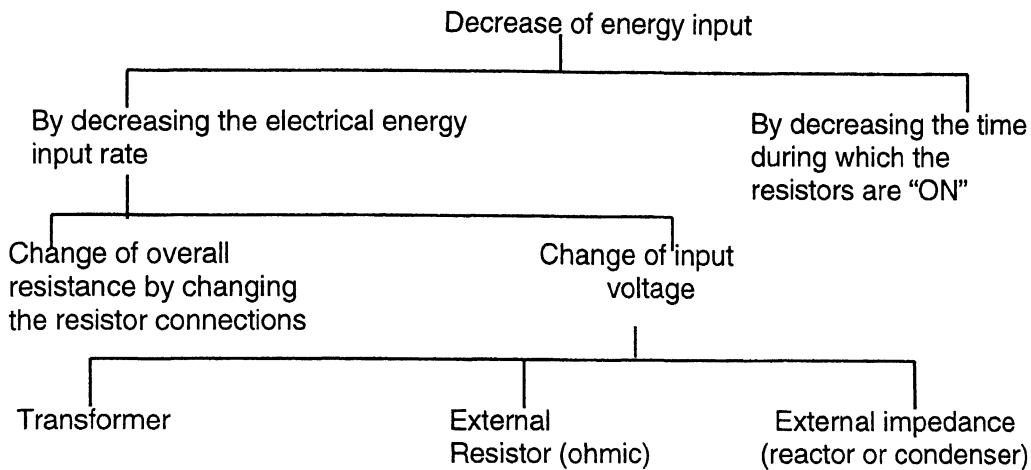 Decrease of energy input
By decreasing the electrical energy
input rate
By decreasing the time
during which the
resistors are “ON”
Change of overall
resistance by changing
the resistor connections
Change of input
voltage
Transformer
External
Resistor (ohmic)
External impedance
(reactor or condenser)